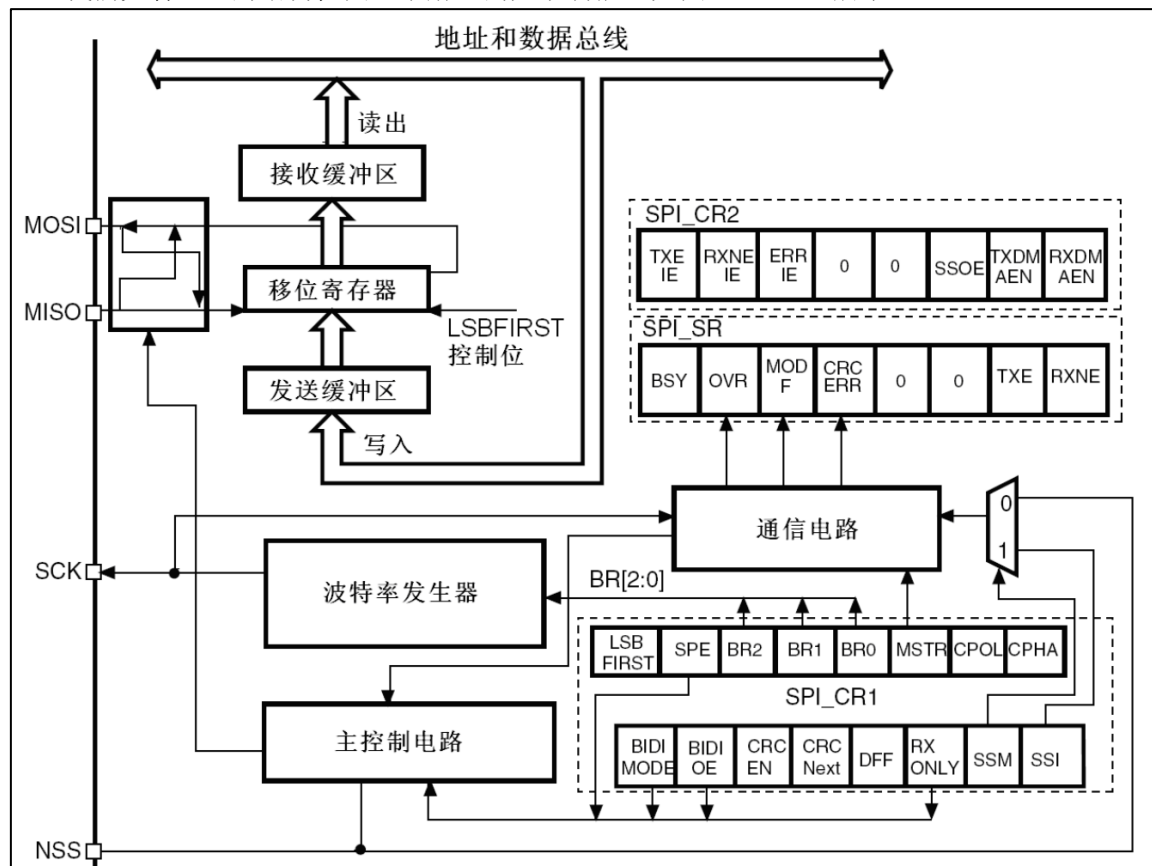 地址和数据总线
读出
接收缓冲区
MOSI
移位寄存器
MISO
LSBFIRST
控制位
发送缓冲区
写入
SPI_CR2
TXE
IE
RXNE
IE
ERR
IE
0
0
SSOE
TXDM
AEN
RXDM
AEN
SPI_SR
BSY
OVR
MOD
F
CRC
ERR
0
0
TXE
RXNE
通信电路
0
1
SCK
波特率发生器
BR[2:0]
LSB
FIRST
SPE
BR2
BR1
BR0
MSTR
CPOL
CPHA
SPI_CR1
主控制电路
BIDI
MODE
BIDI
OE
CRC
EN
CRC
Next
DFF
RX
ONLY
SSM
SSI
NSS